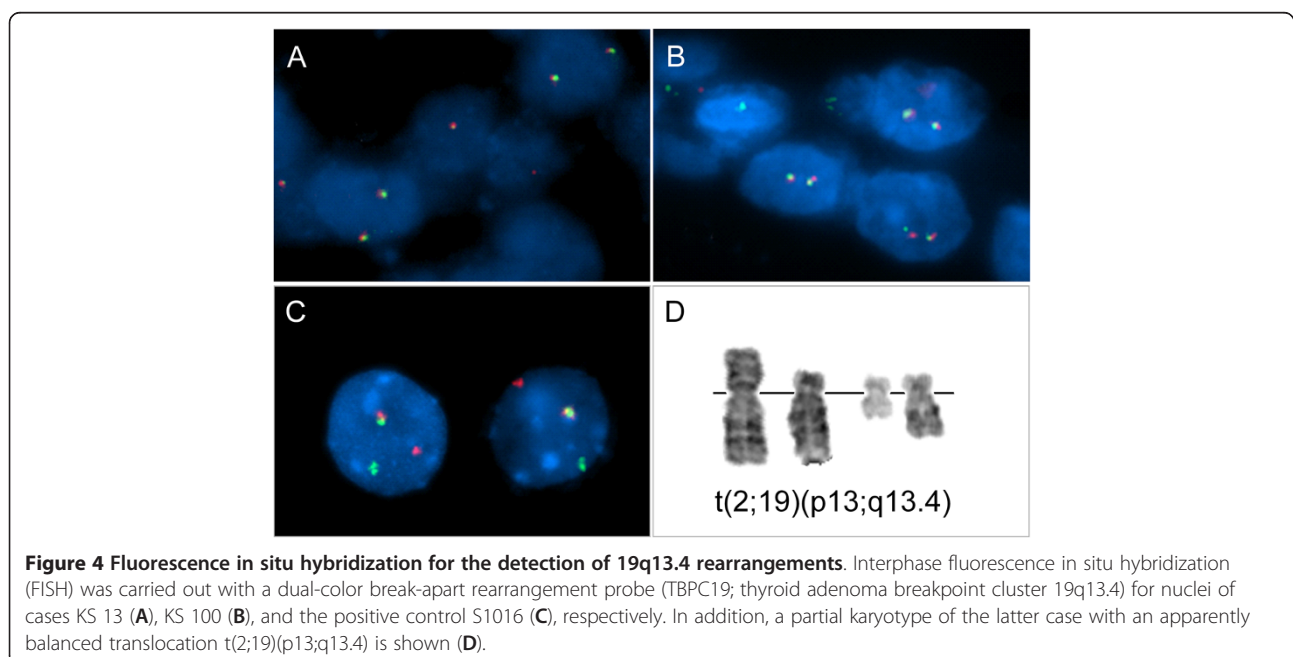 A
B
C
D
t(2;19)(p13;q13.4)
Figure 4 Fluorescence in situ hybridization for the detection of 19q13.4 rearrangements. Interphase fluorescence in situ hybridization
(FISH) was carried out with a dual-color break-apart rearrangement probe (TBPC19; thyroid adenoma breakpoint cluster 19q13.4) for nuclei of
cases KS 13 (A), KS 100 (B), and the positive control S1016 (C), respectively. In addition, a partial karyotype of the latter case with an apparently
balanced translocation t(2;19)(p13;q13.4) is shown (D).